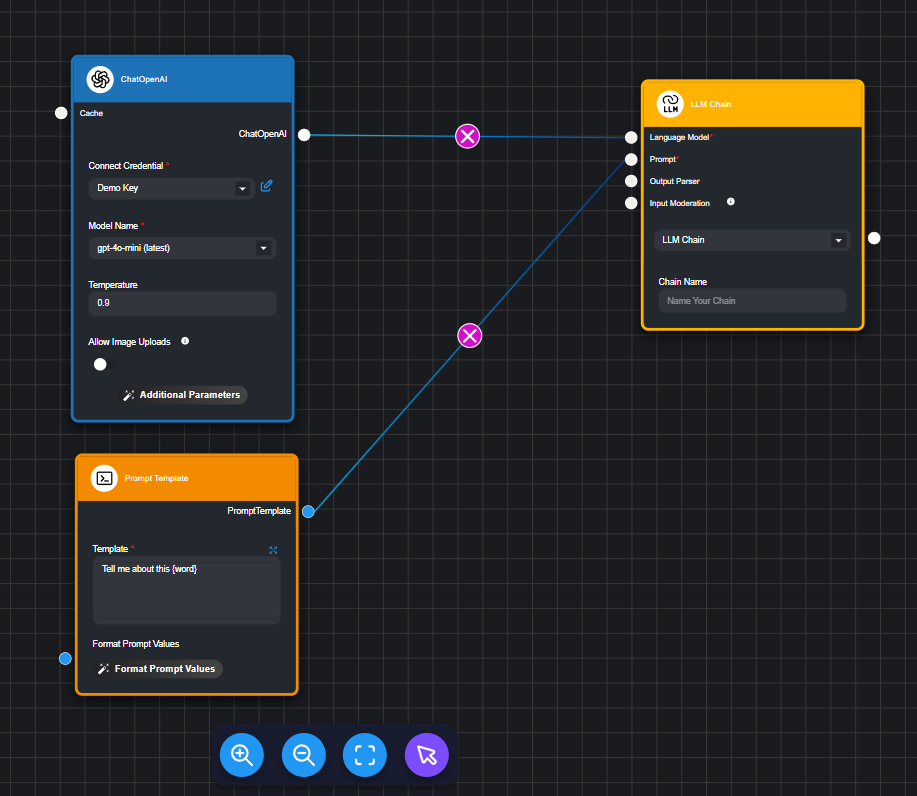 ChatOpenAI
Cache
ChatOpenAI
Connect Credential *
Demo Key
Model Name *
gpt-4o-mini (latest)
Temperature
0.9
Allow Image Uploads
Additional Parameters
Prompt Template
PromptTemplate
Template *
Tell me about this {word}
Format Prompt Values
Format Prompt Values
LLM
LLM Chain
Language Model *
Prompt *
Output Parser
Input Moderation
LLM Chain
Chain Name
Name Your Chain